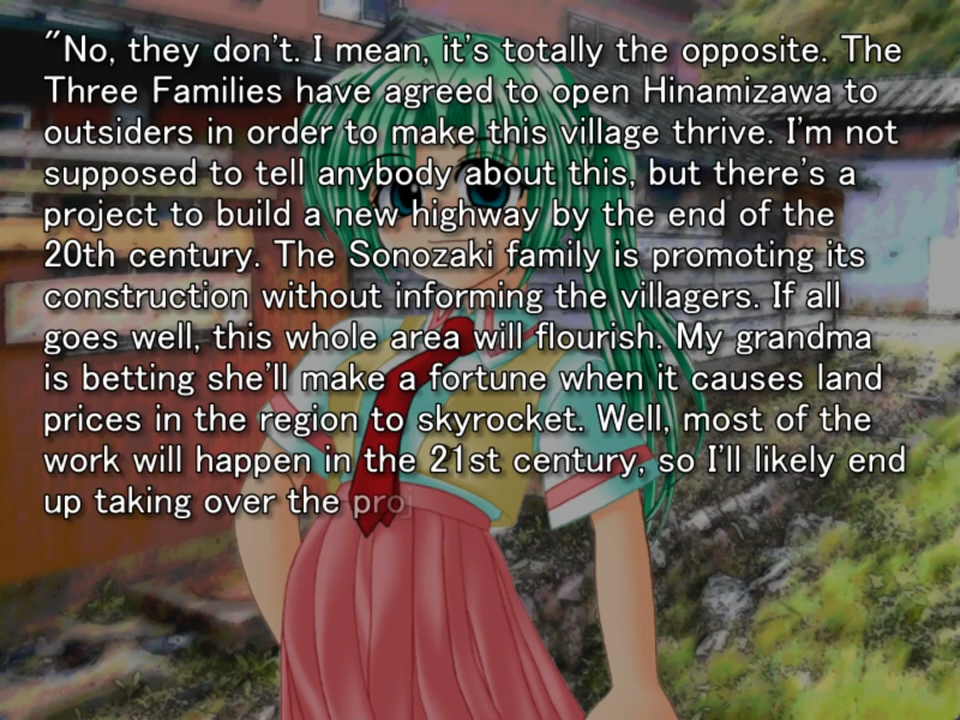 "No, they don't. I mean, it's totally the opposite. The
Three Families have agreed to open Hinamizawa to
outsiders in order to make this village thrive. I'm not
supposed to tell anybody about this, but there's a
project to build a new highway by the end of the
20th century. The Sonozaki family is promoting its
construction without informing the villagers. If all
goes well, this whole area will flourish. My grandma
is betting she'll make a fortune when it causes land
prices in the region to skyrocket. Well, most of the
work will happen in the 21st century, so I'll likely end
up taking over the proj